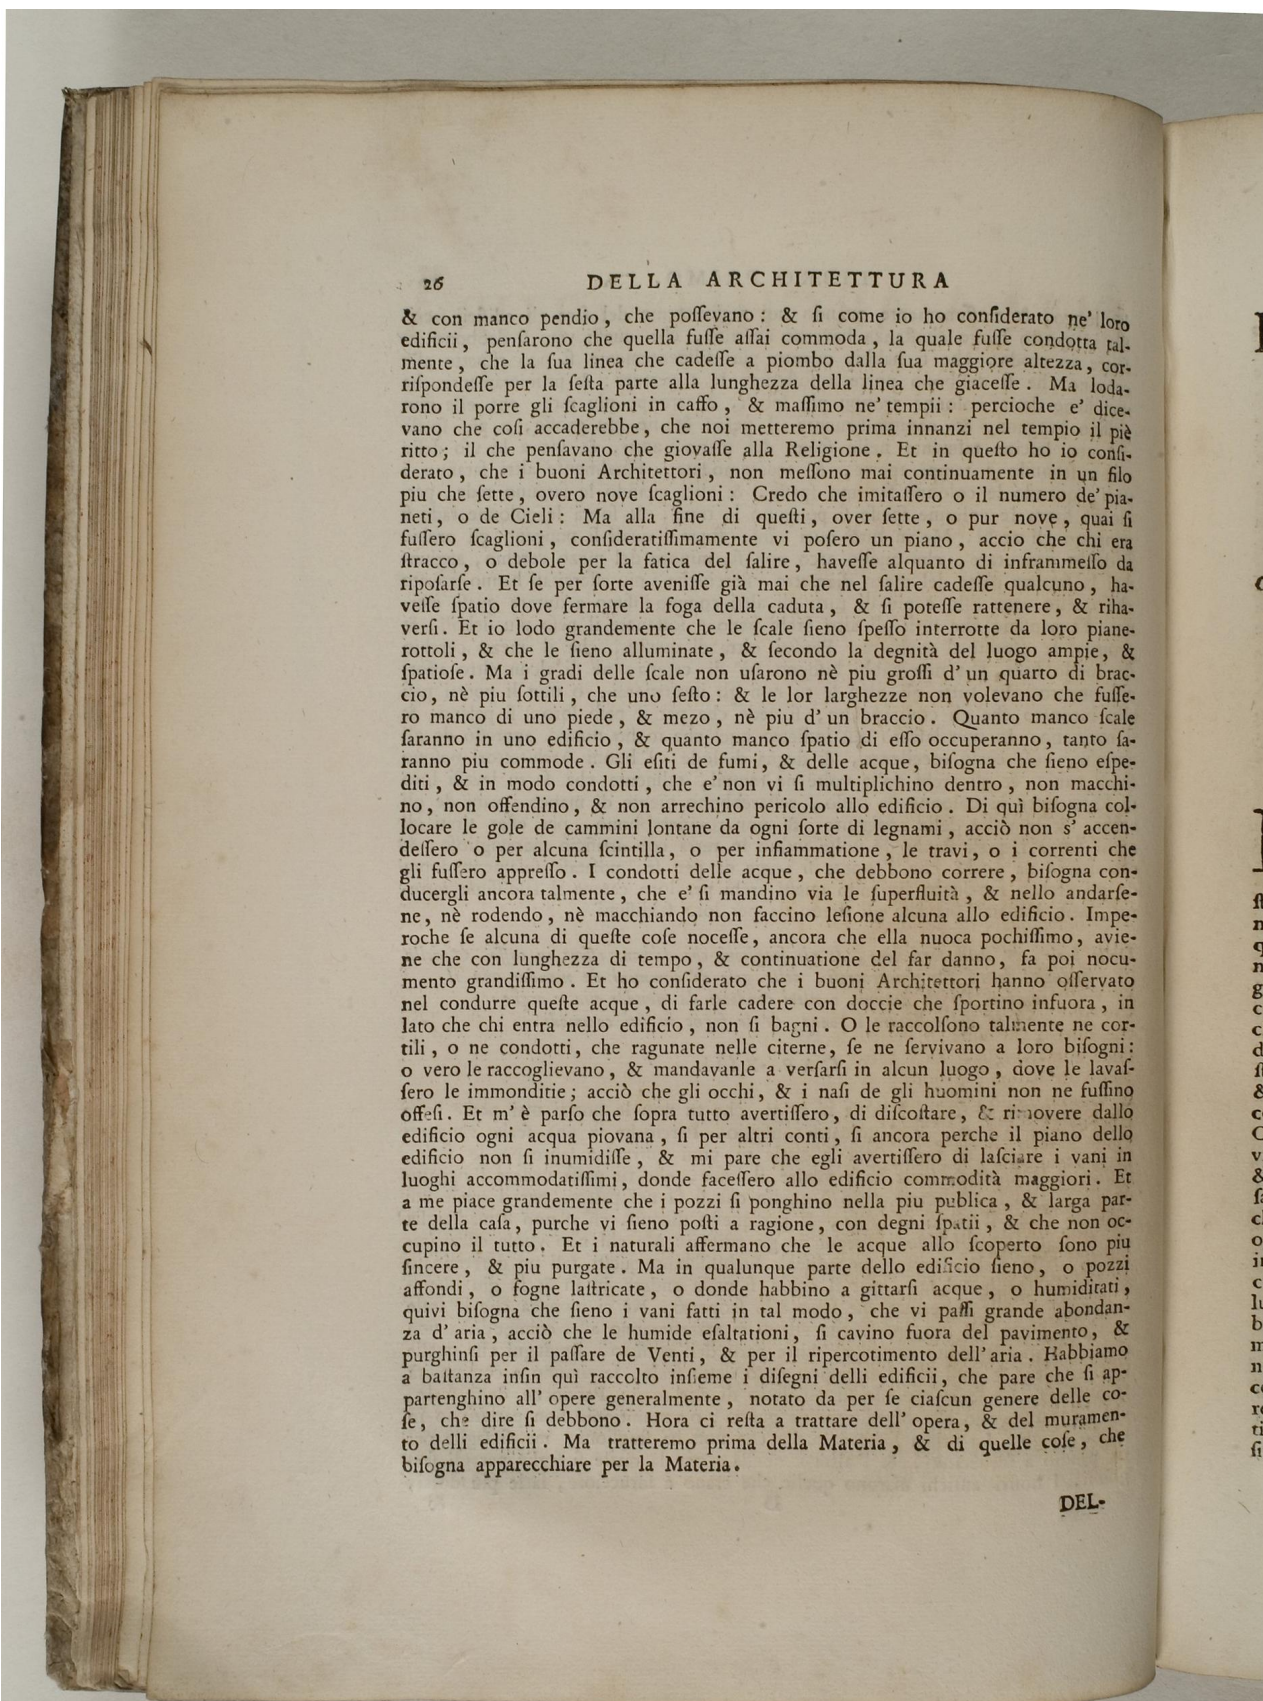 26 DELLA ARCHITETTURA
& con manco pendio, che poſſevano: & ſi come io ho conſiderato ne' loro
edificii, penſarono che quella fuſſe aſſai commoda, la quale fuſſe condotta tal-
mente, che la ſua linea che cadeſſe a piombo dalla ſua maggiore altezza, cor-
riſpondeſſe per la ſeſta parte alla lunghezza della linea che giaceſſe. Ma loda-
rono il porre gli ſcaglioni in caffo, & maſſimo ne' tempii: percioche e' dice-
vano che coſi accaderebbe, che noi metteremo prima innanzi nel tempio il piè
ritto; il che penſavano che giovaſſe alla Religione. Et in queſto ho io conſi-
derato, che i buoni Architettori, non meſſono mai continuamente in un filo
piu che ſette, overo nove ſcaglioni: Credo che imitaſſero o il numero de' pia-
neti, o de Cieli: Ma alla fine di queſti, over ſette, o pur nove, quai ſi
fuſſero ſcaglioni, conſideratiſſimamente vi poſero un piano, accio che chi era
ſtracco, o debole per la fatica del ſalire, haveſſe alquanto di inframmeſſo da
ripoſarſe. Et ſe per ſorte aveniſſe già mai che nel ſalire cadeſſe qualcuno, ha-
veſſe ſpatio dove fermare la foga della caduta, & ſi poteſſe rattenere, & riha-
verſi. Et io lodo grandemente che le ſcale ſieno ſpeſſo interrotte da loro piane-
rottoli, & che le ſieno alluminate, & ſecondo la degnità del luogo ampie, &
ſpatioſe. Ma i gradi delle ſcale non uſarono nè piu groſſi d' un quarto di brac-
cio, nè piu ſottili, che uno ſeſto: & le lor larghezze non volevano che fuſſe-
ro manco di uno piede, & mezo, nè piu d' un braccio. Quanto manco ſcale
ſaranno in uno edificio, & quanto manco ſpatio di eſſo occuperanno, tanto ſa-
ranno piu commode. Gli eſiti de fumi, & delle acque, biſogna che ſieno eſpe-
diti, & in modo condotti, che e' non vi ſi multiplichino dentro, non macchi-
no, non offendino, & non arrechino pericolo allo edificio. Di quì biſogna col-
locare le gole de cammini lontane da ogni ſorte di legnami, acciò non s' accen-
deſſero o per alcuna ſcintilla, o per infiammatione, le travi, o i correnti che
gli fuſſero appreſſo. I condotti delle acque, che debbono correre, biſogna con-
ducergli ancora talmente, che e' ſi mandino via le ſuperfluità, & nello andarſe-
ne, nè rodendo, nè macchiando non faccino leſione alcuna allo edificio. Impe-
roche ſe alcuna di queſte coſe noceſſe, ancora che ella nuoca pochiſſimo, avie-
ne che con lunghezza di tempo, & continuatione del far danno, fa poi nocu-
mento grandiſſimo. Et ho conſiderato che i buoni Architettori hanno oſſervato
nel condurre queſte acque, di farle cadere con doccie che ſportino infuora, in
lato che chi entra nello edificio, non ſi bagni. O le raccolſono talmente ne cor-
tili, o ne condotti, che ragunate nelle citerne, ſe ne ſervivano a loro biſogni:
o vero le raccoglievano, & mandavanle a verſarſi in alcun luogo, dove le lavaſ-
ſero le immonditie; acciò che gli occhi, & i naſi de gli huomini non ne fuſſino
offeſi. Et m' è parſo che ſopra tutto avertiſſero, di diſcoſtare, & rimovere dallo
edificio ogni acqua piovana, ſi per altri conti, ſi ancora perche il piano dello
edificio non ſi inumidiſſe, & mi pare che egli avertiſſero di laſciare i vani in
luoghi accommodatiſſimi, donde faceſſero allo edificio commodità maggiori. Et
a me piace grandemente che i pozzi ſi ponghino nella piu publica, & larga par-
te della caſa, purche vi ſieno poſti a ragione, con degni ſpatii, & che non oc-
cupino il tutto. Et i naturali affermano che le acque allo ſcoperto ſono piu
ſincere, & piu purgate. Ma in qualunque parte dello edificio ſieno, o pozzi
affondi, o fogne laſtricate, o donde habbino a gittarſi acque, o humiditati,
quivi biſogna che ſieno i vani fatti in tal modo, che vi paſſi grande abondan-
za d' aria, acciò che le humide eſaltationi, ſi cavino fuora del pavimento, &
purghinſi per il paſſare de Venti, & per il ripercotimento dell' aria. Habbiamo
a baſtanza inſin quì raccolto inſieme i diſegni delli edificii, che pare che ſi ap-
partenghino all' opere generalmente, notato da per ſe ciaſcun genere delle co-
ſe, che dire ſi debbono. Hora ci reſta a trattare dell' opera, & del muramen-
to delli edificii. Ma tratteremo prima della Materia, & di quelle coſe, che
biſogna apparecchiare per la Materia.
DEL-